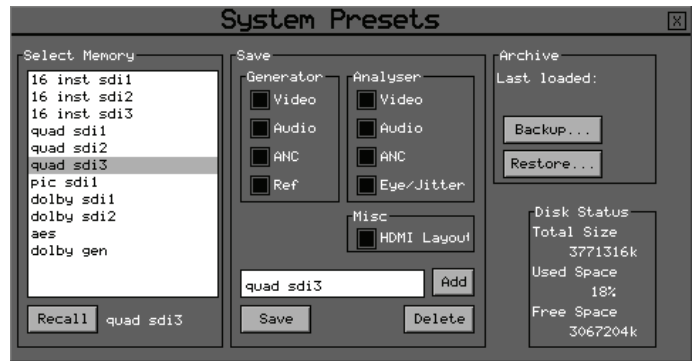 System Presets
X
Select Memory
16 inst sdi1
16 inst sdi2
16 inst sdi3
quad sdi1
quad sdi2
quad sdi3
pic sdi1
dolby sdi1
dolby sdi2
aes
dolby gen
Recall quad sdi3
Save
Generator
Video
Audio
ANC
Ref
Analyser
Video
Audio
ANC
Eye/Jitter
Misc
HDMI Layout
quad sdi3 Add
Save Delete
Archive
Last loaded:
Backup...
Restore...
Disk Status
Total Size
3771316k
Used Space
18%
Free Space
3067204k